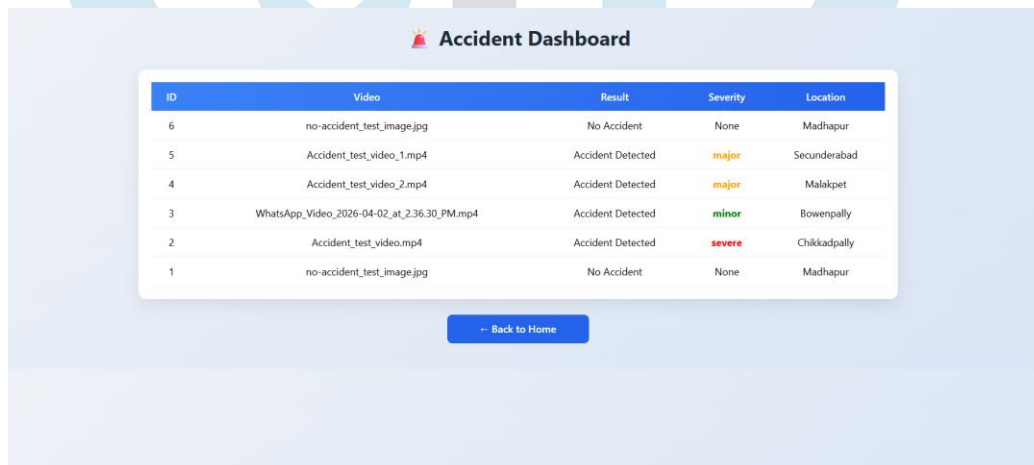 Accident Dashboard
ID Video Result Severity Location
6 no-accident_test_image.jpg No Accident None Madhapur
5 Accident_test_video_1.mp4 Accident Detected major Secunderabad
4 Accident_test_video_2.mp4 Accident Detected major Malakpet
3 WhatsApp_Video_2026-04-02_at_2.36.30_PM.mp4 Accident Detected minor Bowenpally
2 Accident_test_video.mp4 Accident Detected severe Chikkadpally
1 no-accident_test_image.jpg No Accident None Madhapur
← Back to Home